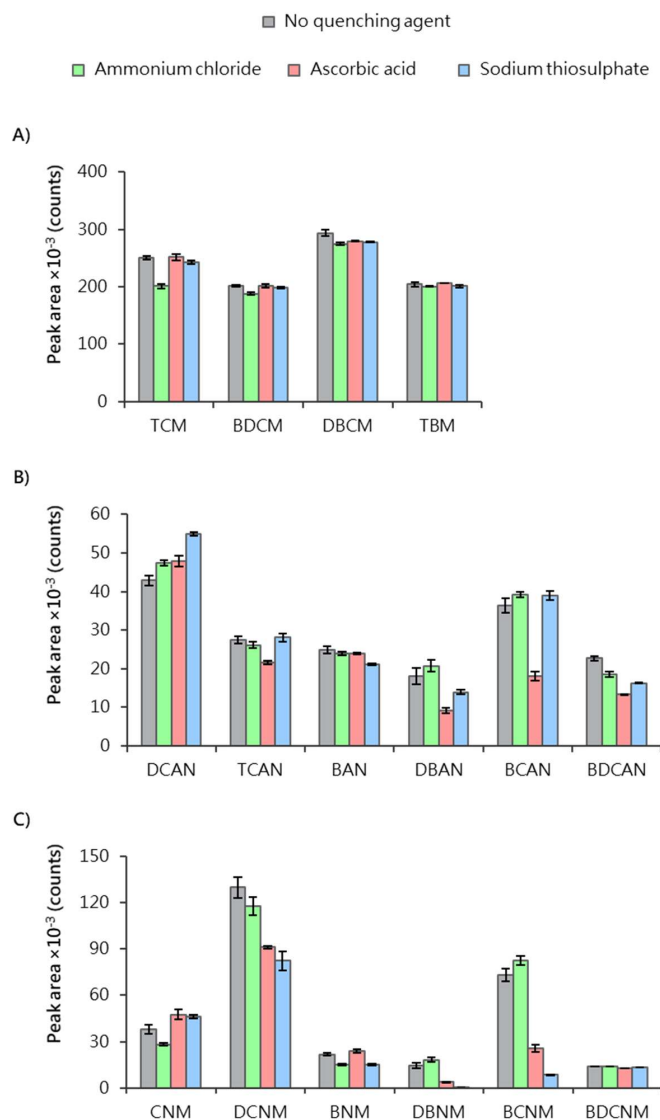 No quenching agent
Ammonium chloride Ascorbic acid Sodium thiosulphate
A)
Peak area ×10⁻³ (counts)
400
300
200
100
0
TCM BDCM DBCM TBM
B)
Peak area ×10⁻³ (counts)
60
50
40
30
20
10
0
DCAN TCAN BAN DBAN BCAN BDCAN
C)
Peak area ×10⁻³ (counts)
150
120
90
60
30
0
CNM DCNM BNM DBNM BCNM BDCNM